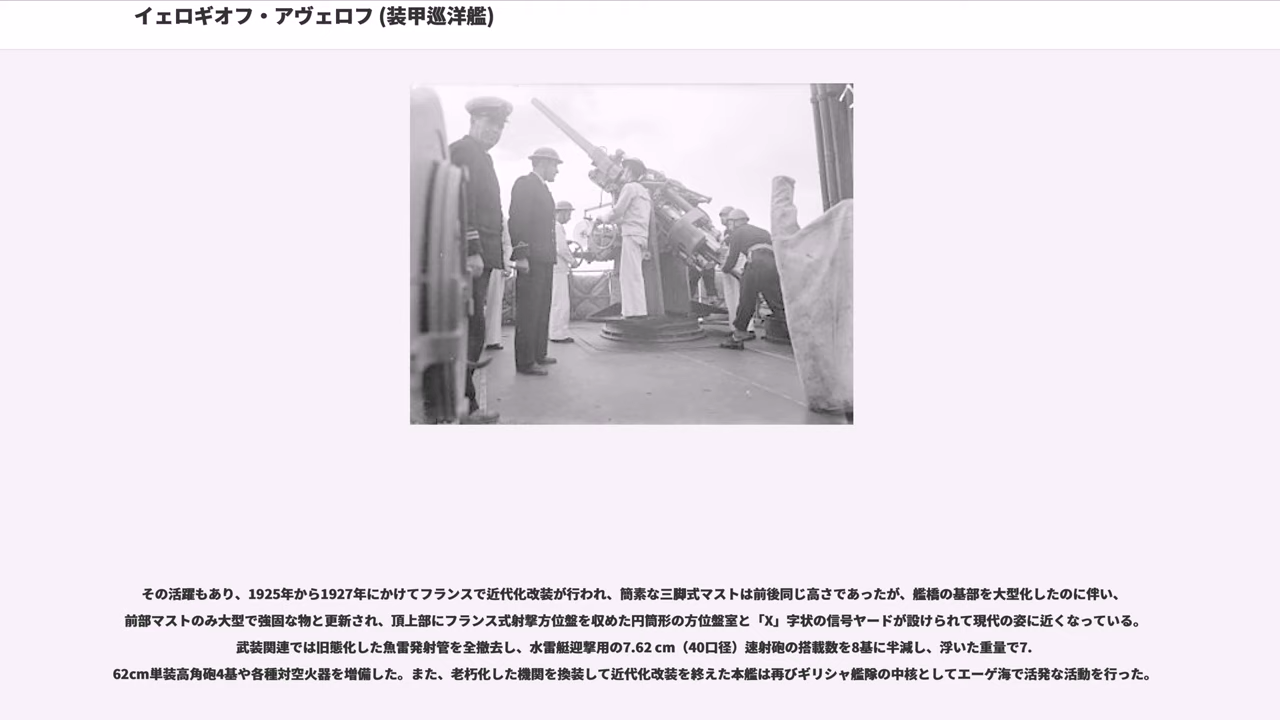 イェロギオフ・アヴェロフ (装甲巡洋艦)
その活躍もあり、1925年から1927年にかけてフランスで近代化改装が行われ、簡素な三脚式マストは前後同じ高さであったが、艦橋の基部を大型化したのに伴い、
前部マストのみ大型で強固な物と更新され、頂上部にフランス式射撃方位盤を収めた円筒形の方位盤室と「X」字状の信号ヤードが設けられて現代の姿に近くなっている。
武装関連では旧態化した魚雷発射管を全撤去し、水雷艇迎撃用の7.62 cm（40口径）速射砲の搭載数を8基に半減し、浮いた重量で7.
62cm単装高角砲4基や各種対空火器を増備した。また、老朽化した機関を換装して近代化改装を終えた本艦は再びギリシャ艦隊の中核としてエーゲ海で活発な活動を行った。